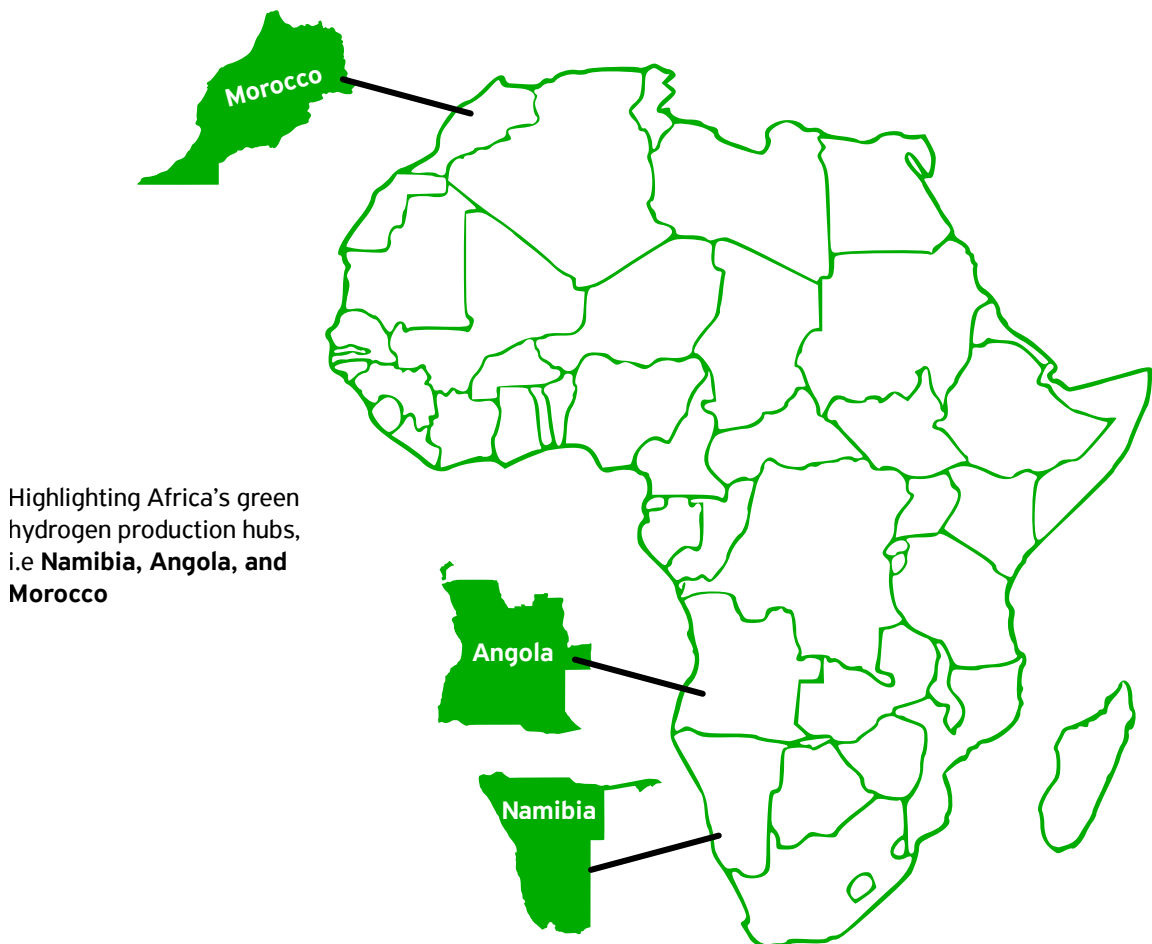 Morocco
Highlighting Africa’s green
hydrogen production hubs,
i.e Namibia, Angola, and
Morocco
Angola
Namibia